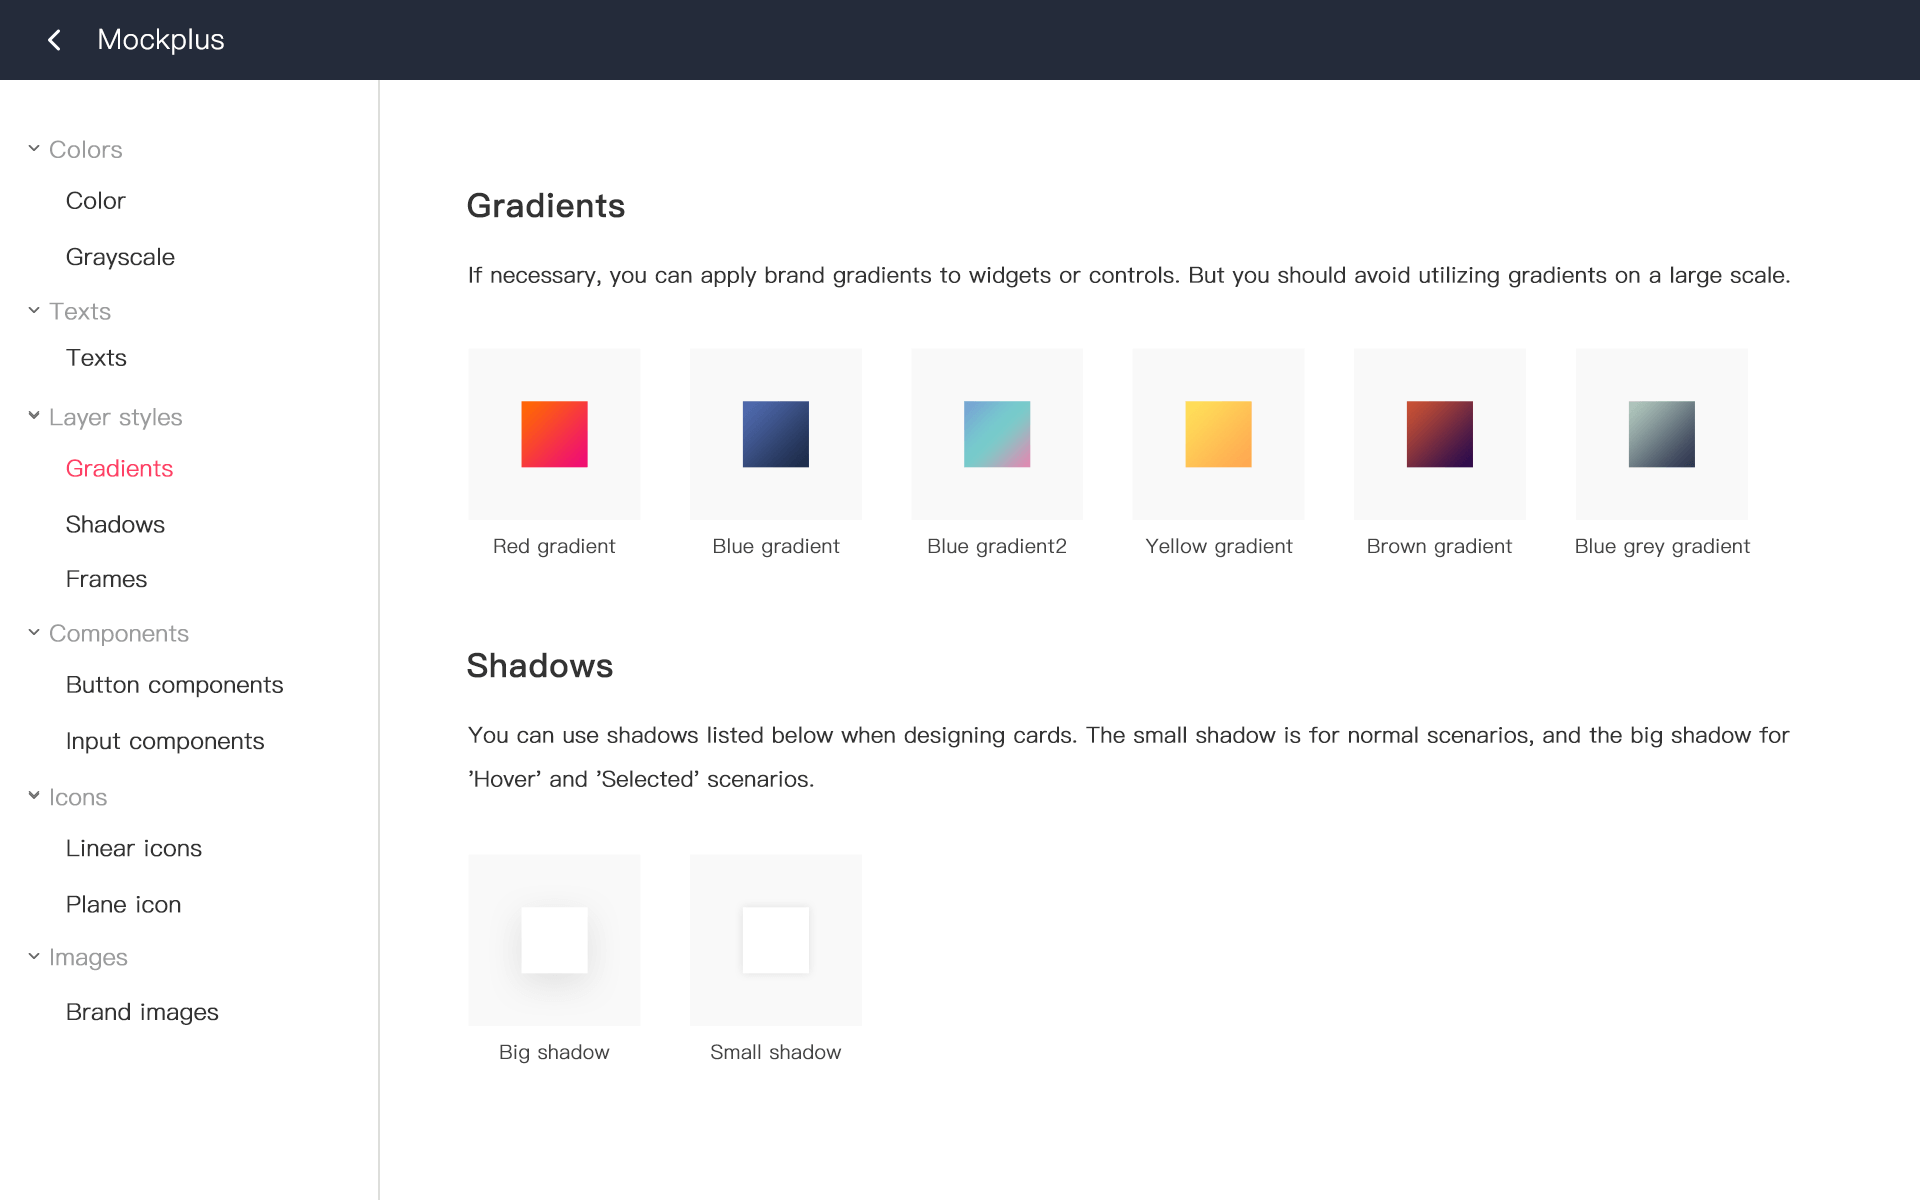 Mockplus
Colors
Color
Grayscale
Texts
Texts
Layer styles
Gradients
Shadows
Frames
Components
Button components
Input components
Icons
Linear icons
Plane icon
Images
Brand images
Gradients
If necessary, you can apply brand gradients to widgets or controls. But you should avoid utilizing gradients on a large scale.
Red gradient
Blue gradient
Blue gradient2
Yellow gradient
Brown gradient
Blue grey gradient
Shadows
You can use shadows listed below when designing cards. The small shadow is for normal scenarios, and the big shadow for
’Hover’ and ’Selected’ scenarios.
Big shadow
Small shadow